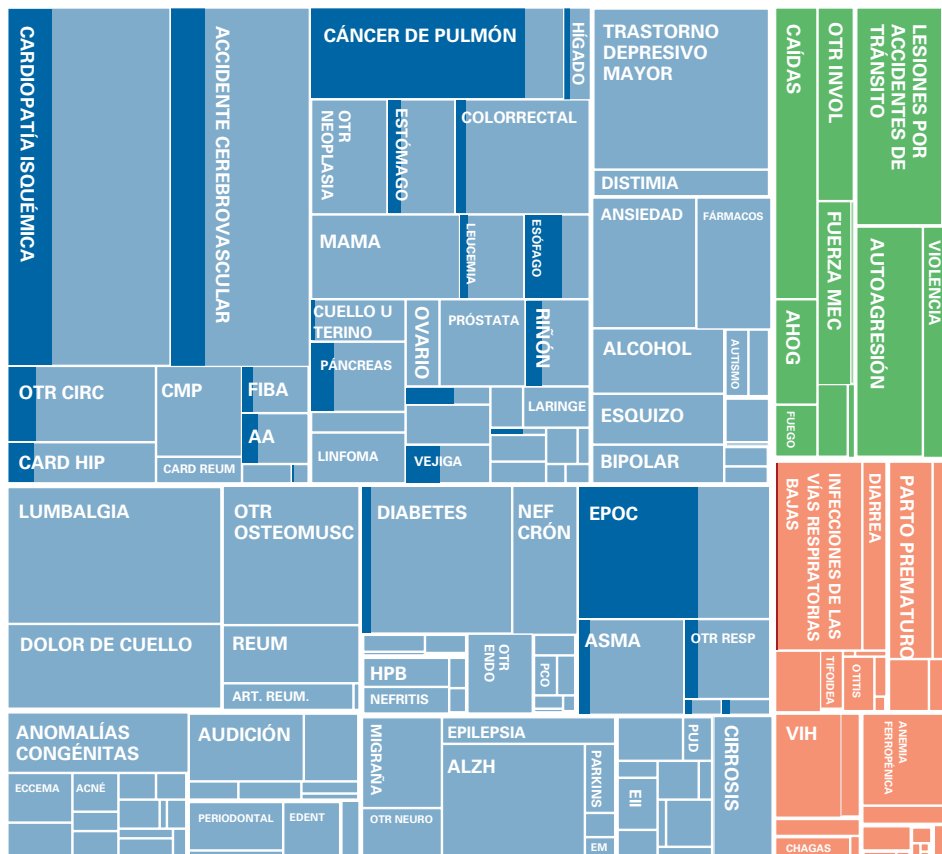 CARDIOPATÍA ISQUÉMICA
ACCIDENTE CEREBROVASCULAR
CÁNCER DE PULMÓN
HÍGADO
TRASTORNO
DEPRESIVO
MAYOR
CAÍDAS
OTR INVOL
LESIONES POR
ACCIDENTES DE
TRÁNSITO
OTR
NEOPLASIA
ESTÓMAGO
COLORRECTAL
DISTIMIA
ANSIEDAD
FÁRMACOS
MAMA
LEUCEMIA
ESÓFAGO
FUERZA MEC
AUTOAGRESIÓN
VIOLENCIA
CUELLO U
TERINO
OVARIO
PRÓSTATA
RIÑÓN
AHOG
PÁNCREAS
ALCOHOL
AUTISMO
OTR CIRC
CMP
FIBA
LARINGE
ESQUIZO
FUEGO
AA
CARD HIP
CARD REUM
LINFOMA
VEJIGA
BIPOLAR
LUMBALGIA
OTR
OSTEOMUSC
DIABETES
NEF
CRÓN
EPOC
INFECCIONES DE LAS
VÍAS RESPIRATORIAS
BAJAS
DIARREA
PARTO PREMATURO
DOLOR DE CUELLO
REUM
OTR
ENDO
ASMA
OTR RESP
HPB
PCO
TIFOIDEA
OTITIS
ART. REUM.
NEFRITIS
ANOMALÍAS
CONGÉNITAS
AUDICIÓN
MIGRAÑA
EPILEPSIA
PUD
CIRROSIS
VIH
ANEMIA
FERROPÉNICA
ALZH
PARKINS
ECCEMA
ACNÉ
EII
PERIODONTAL
EDENT
OTR NEURO
EM
CHAGAS